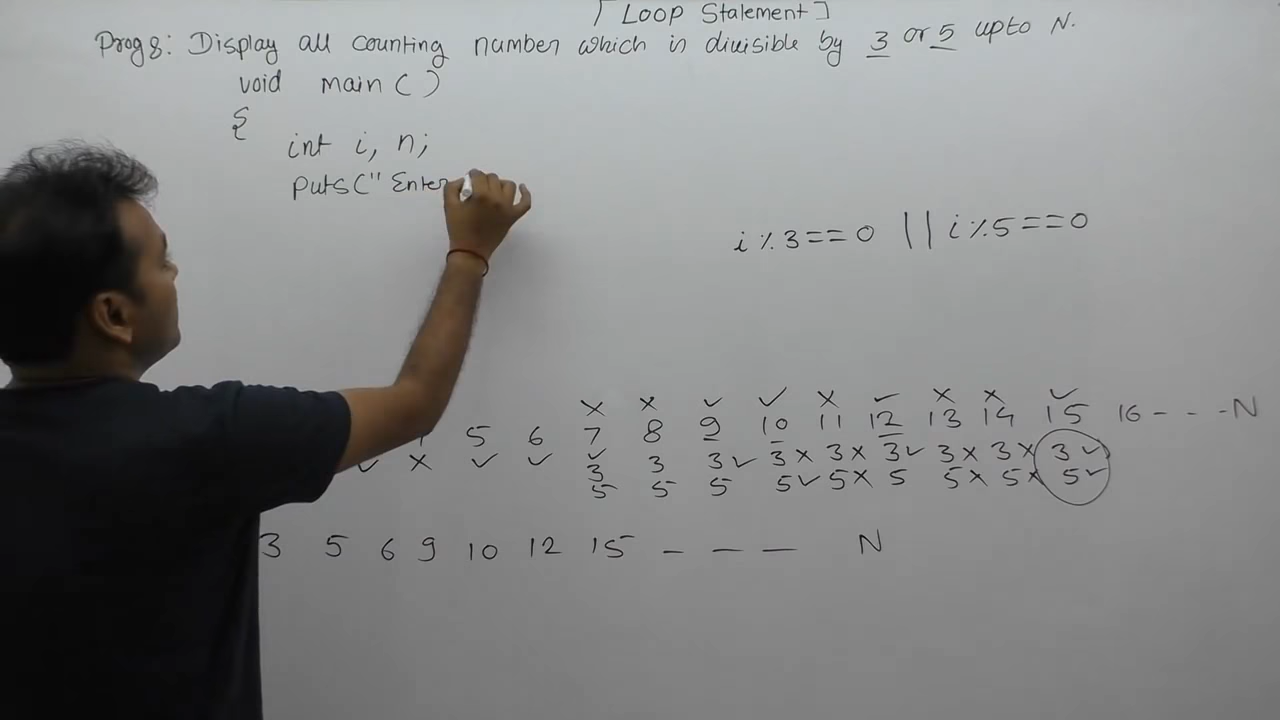 [ Loop Statement ]
Prog 8: Display all counting number which is divisible by 3 or 5 upto N.
void main ( )
{
int i, n;
puts(" Enter
i % 3 == 0 || i % 5 == 0
× × ✓ ✓ × ✓ × × ✓
5 6 7 8 9 10 11 12 13 14 15 16 - - - N
✓ × ✓ ✓ ✓
3 3 3✓ 3× 3× 3✓ 3× 3× 3✓
5 5 5 5✓ 5× 5 5× 5× 5✓
3 5 6 9 10 12 15 — — — N